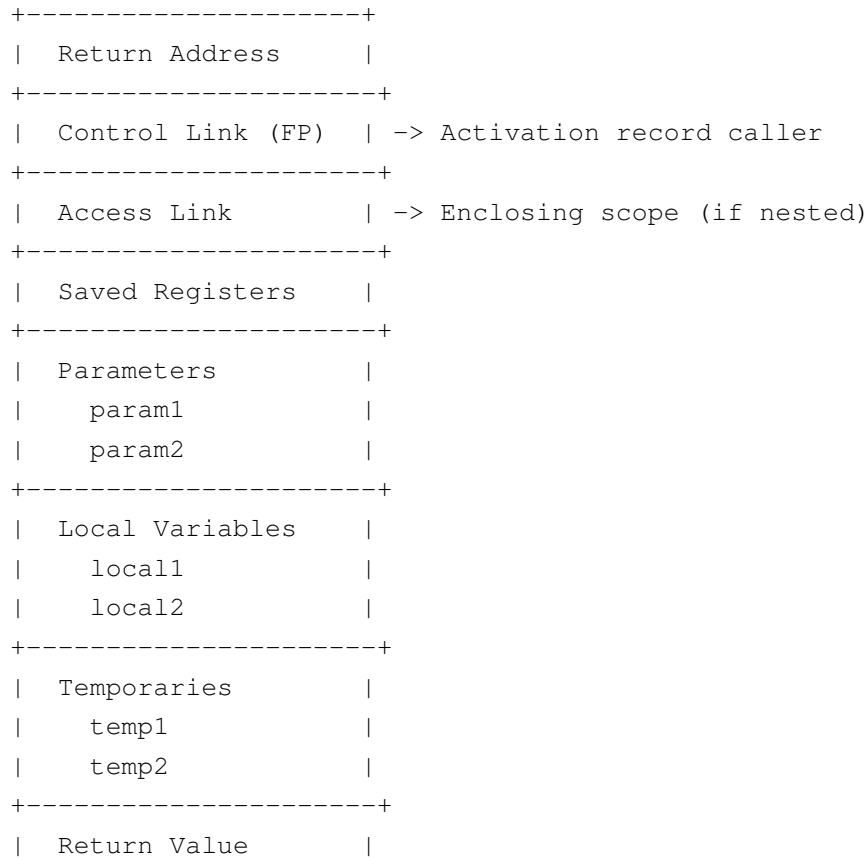 +---------------------+
|  Return Address     |
+----------------------+
|  Control Link (FP)  | -> Activation record caller
+----------------------+
|  Access Link        | -> Enclosing scope (if nested)
+----------------------+
|  Saved Registers    |
+----------------------+
|  Parameters         |
|    param1           |
|    param2           |
+----------------------+
|  Local Variables    |
|    local1           |
|    local2           |
+----------------------+
|  Temporaries        |
|    temp1            |
|    temp2            |
+----------------------+
|  Return Value       |